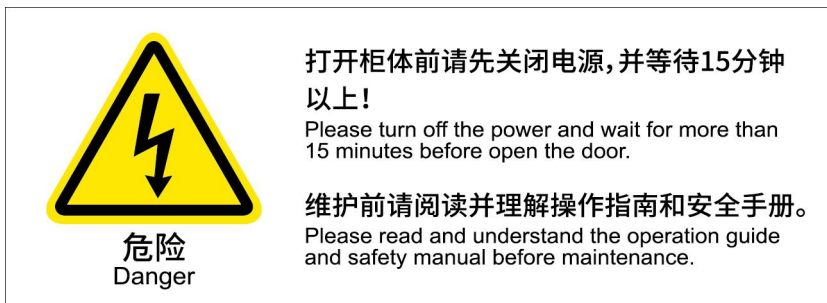 打开柜体前请先关闭电源,并等待15分钟
以上!
Please turn off the power and wait for more than
15 minutes before open the door.
维护前请阅读并理解操作指南和安全手册。
Please read and understand the operation guide
and safety manual before maintenance.
危险
Danger